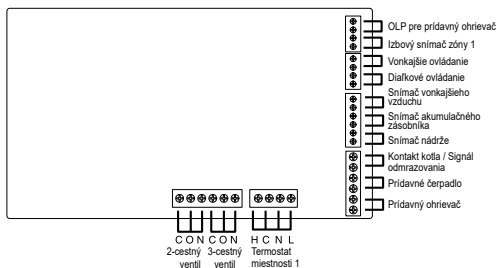 OLP pre prídavný ohrievač
Izbový snímač zóny 1
Vonkajšie ovládanie
Diaľkové ovládanie
Snímač vonkajšieho
vzduchu
Snímač akumulačného
zásobníka
Snímač nádrže
Kontakt kotla / Signál
odmrazovania
Prídavné čerpadlo
Prídavný ohrievač
C O N C O N H C N L
2-cestný 3-cestný Termostat
ventil ventil miestnosti 1